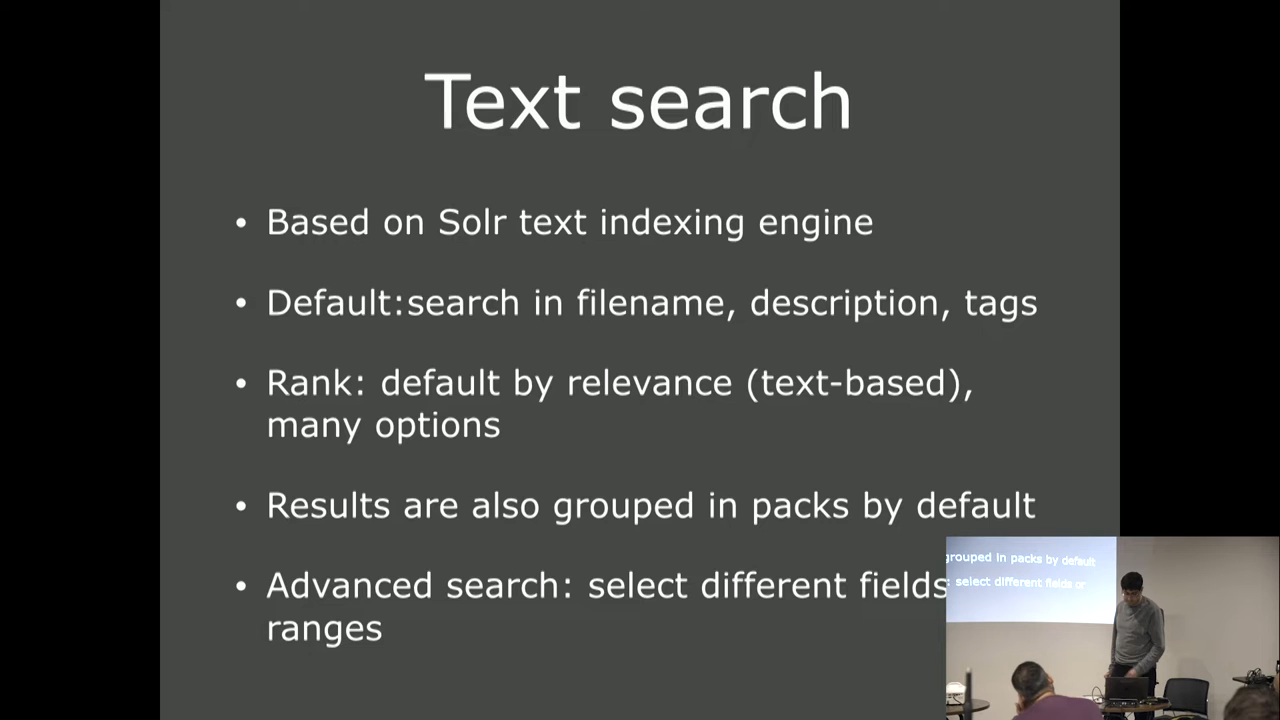 Text search
• Based on Solr text indexing engine
• Default:search in filename, description, tags
• Rank: default by relevance (text-based),
many options
• Results are also grouped in packs by default
• Advanced search: select different fields
ranges
grouped in packs by default
: select different fields or